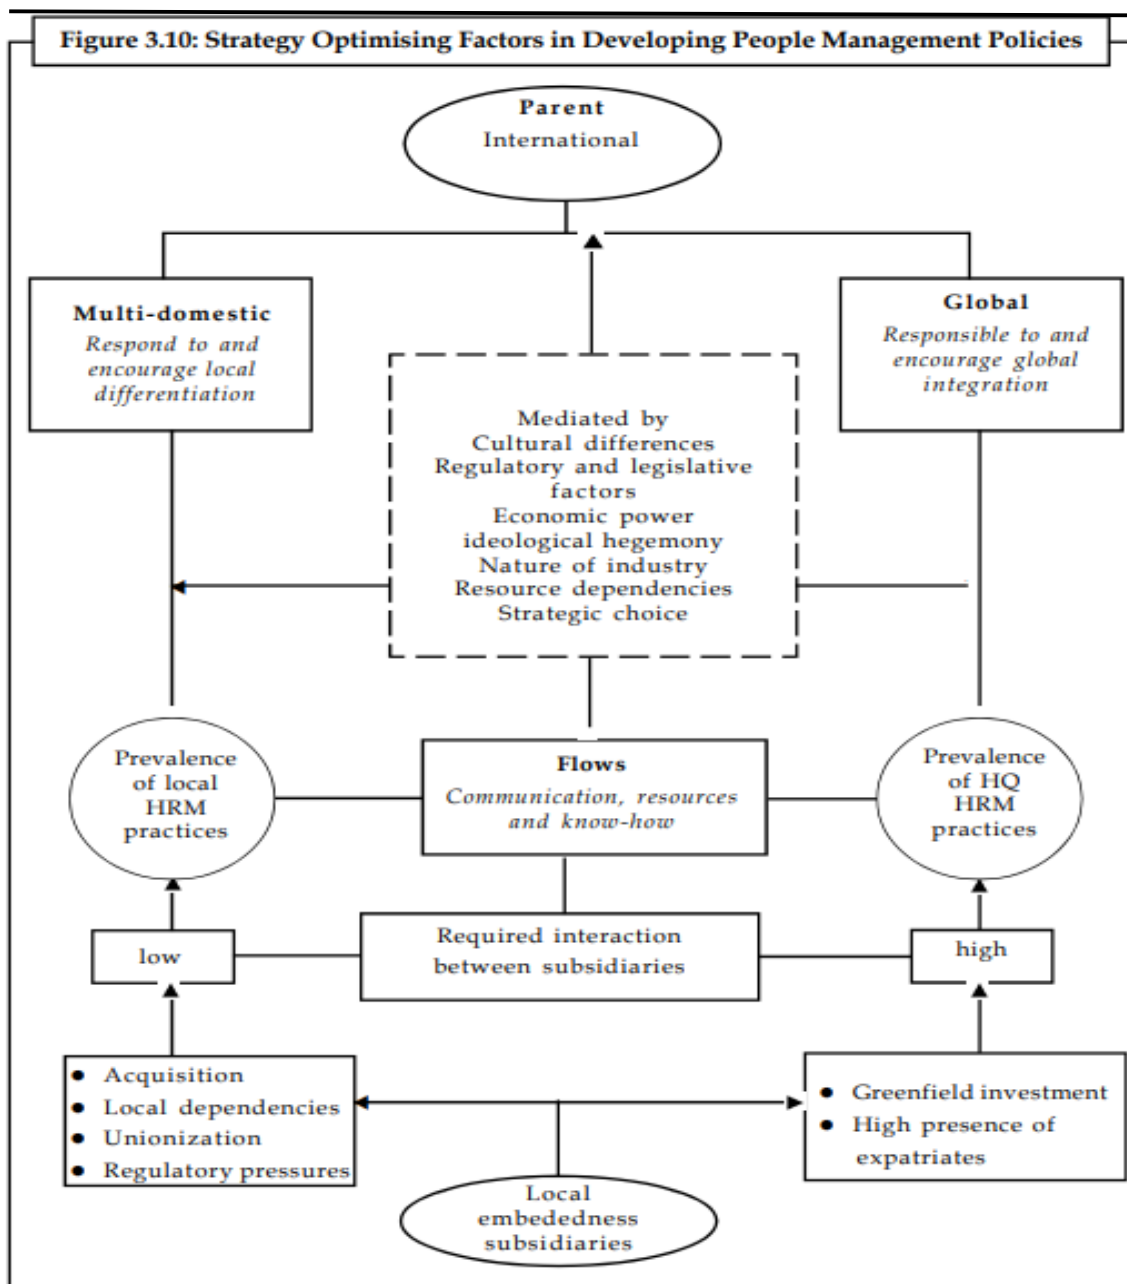 Figure 3.10: Strategy Optimising Factors in Developing People Management Policies
Parent
International
Multi-domestic
Respond to and
encourage local
differentiation
Global
Responsible to and
encourage global
integration
Mediated by
Cultural differences
Regulatory and legislative
factors
Economic power
ideological hegemony
Nature of industry
Resource dependencies
Strategic choice
Prevalence
of local
HRM
practices
Flows
Communication, resources
and know-how
Prevalence
of HQ
HRM
practices
low
Required interaction
between subsidiaries
high
● Acquisition
● Local dependencies
● Unionization
● Regulatory pressures
● Greenfield investment
● High presence of
expatriates
Local
embededness
subsidiaries